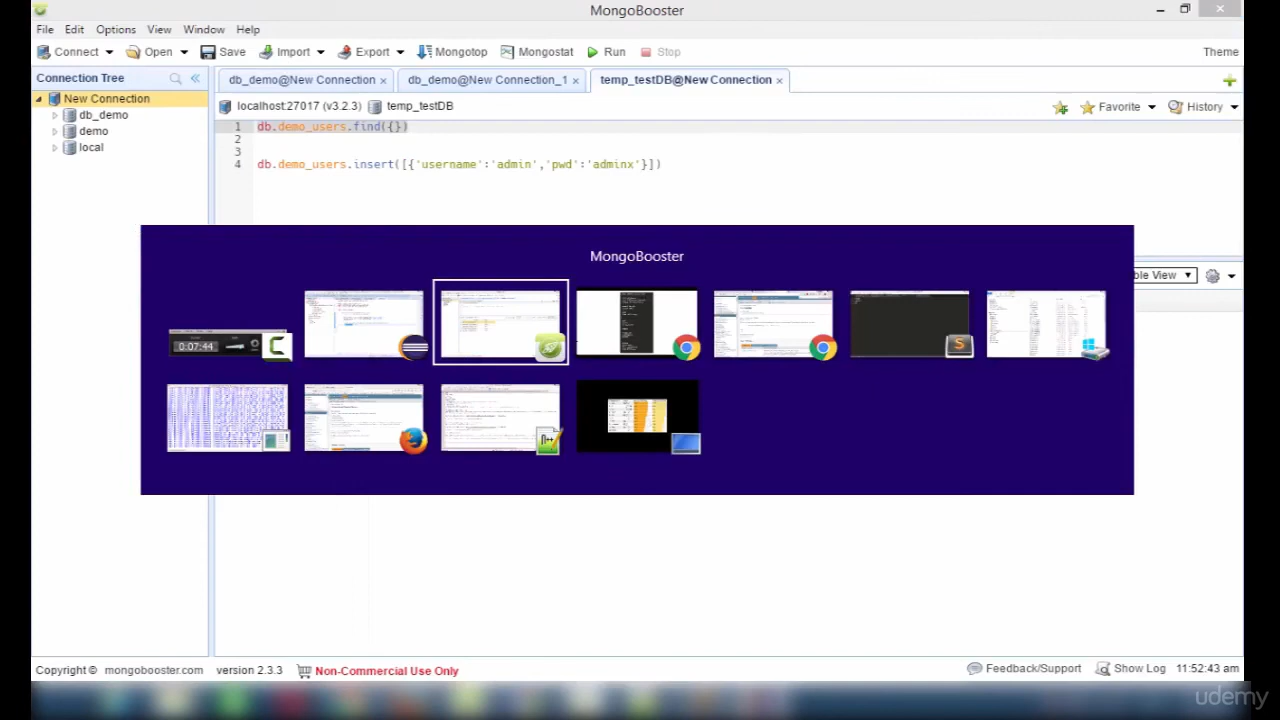 MongoBooster
File Edit Options View Window Help
Connect Open Save Import Export Mongotop Mongostat Run Stop Theme
Connection Tree
db_demo@New Connection × db_demo@New Connection_1 × temp_testDB@New Connection ×
New Connection
db_demo
demo
local
localhost:27017 (v3.2.3) temp_testDB Favorite History
1 db.demo_users.find({})
2
3
4 db.demo_users.insert([{'username':'admin','pwd':'adminx'}])
MongoBooster
ble View
0:07:44
Copyright © mongobooster.com version 2.3.3 Non-Commercial Use Only Feedback/Support Show Log 11:52:43 am
udemy